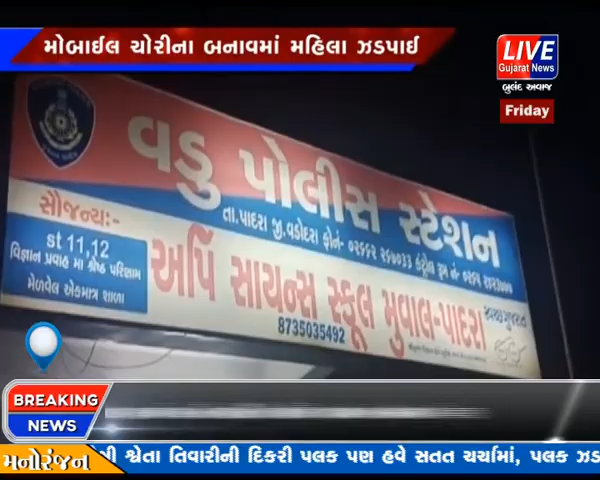 મોબાઈલ ચોરીના બનાવમાં મહિલા ઝડપાઈ
LIVE
Gujarat News
બુલંદ અવાજ
Friday
વડુ પોલીસ સ્ટેશન
તા.પાદરા જી.વડોદરા ફોન-
સૌજન્ય:-
st 11,12
વિજ્ઞાન પ્રવાહ માં શ્રેષ્ઠ પરિણામ
મેળવેલ એકમાત્ર શાળા
અર્પિ સાયન્સ સ્કૂલ મુવાલ-પાદરા
8735035492
BREAKING
NEWS
મનોરંજન
શ્વેતા તિવારીની દિકરી પલક પણ હવે સતત ચર્ચામાં, પલક ઝડ